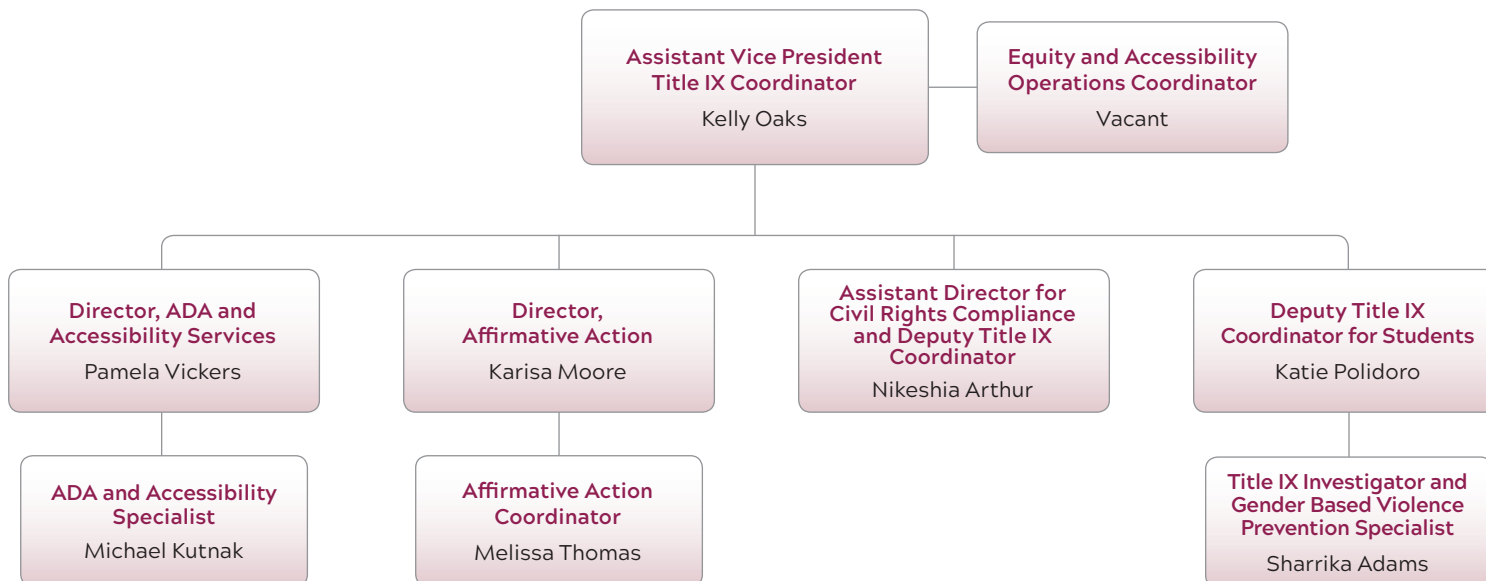 Assistant Vice President
Title IX Coordinator
Kelly Oaks
Equity and Accessibility
Operations Coordinator
Vacant
Director, ADA and
Accessibility Services
Pamela Vickers
Director,
Affirmative Action
Karisa Moore
Assistant Director for
Civil Rights Compliance
and Deputy Title IX
Coordinator
Nikeshia Arthur
Deputy Title IX
Coordinator for Students
Katie Polidoro
ADA and Accessibility
Specialist
Michael Kutnak
Affirmative Action
Coordinator
Melissa Thomas
Title IX Investigator and
Gender Based Violence
Prevention Specialist
Sharrika Adams